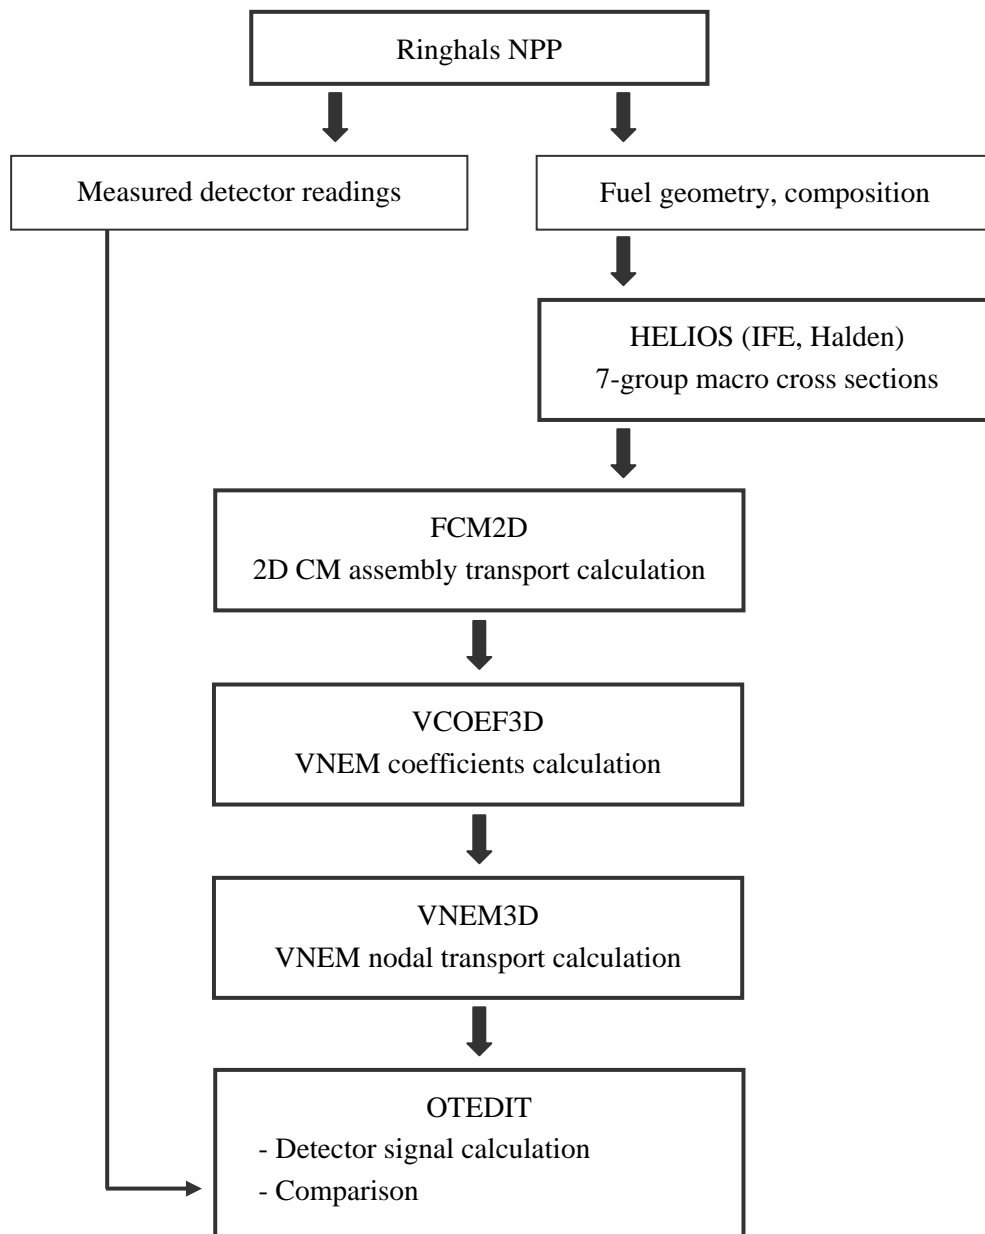 Ringhals NPP
Measured detector readings
Fuel geometry, composition
HELIOS (IFE, Halden)
7-group macro cross sections
FCM2D
2D CM assembly transport calculation
VCOEF3D
VNEM coefficients calculation
VNEM3D
VNEM nodal transport calculation
OTEDIT
- Detector signal calculation
- Comparison